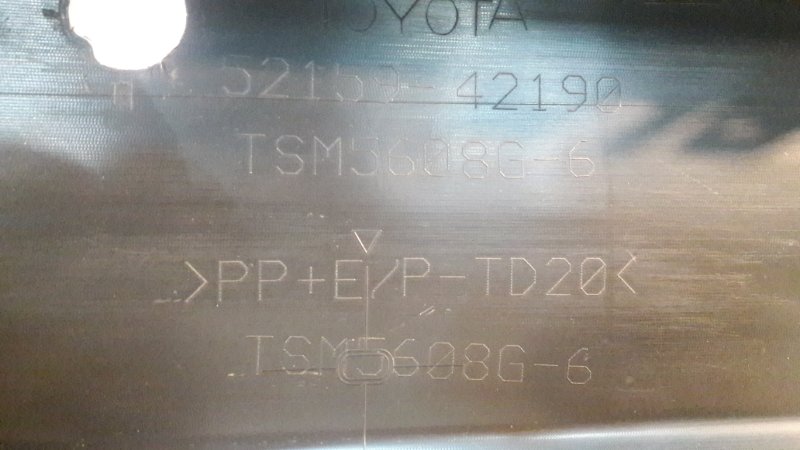 TOYOTA
52159-42190
TSM5608G-6
>PP+E/P-TD20<
TSM5608G-6